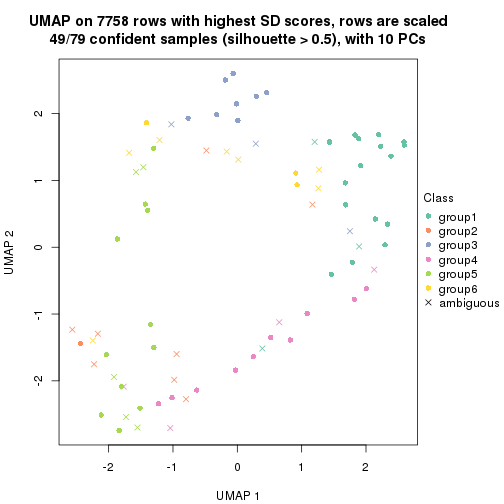 UMAP on 7758 rows with highest SD scores, rows are scaled
49/79 confident samples (silhouette > 0.5), with 10 PCs
2
1
0
-1
-2
UMAP 2
-2
-1
0
1
2
UMAP 1
Class
group1
group2
group3
group4
group5
group6
ambiguous